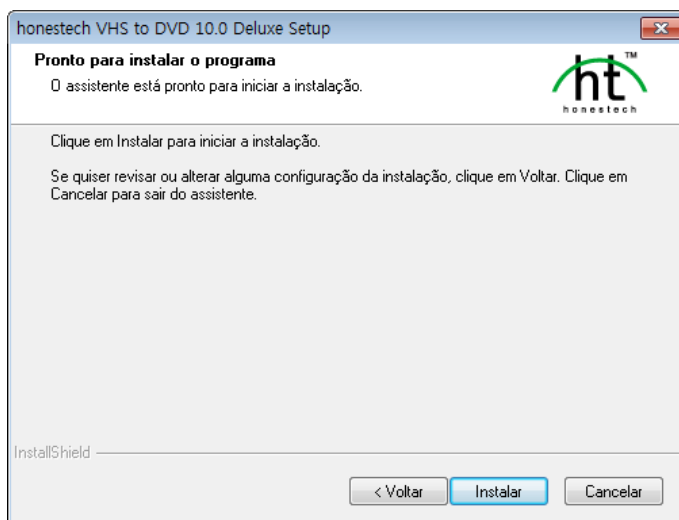 honestech VHS to DVD 10.0 Deluxe Setup
Pronto para instalar o programa
O assistente está pronto para iniciar a instalação.
ht™
honestech
Clique em Instalar para iniciar a instalação.
Se quiser revisar ou alterar alguma configuração da instalação, clique em Voltar. Clique em
Cancelar para sair do assistente.
InstallShield
< Voltar
Instalar
Cancelar